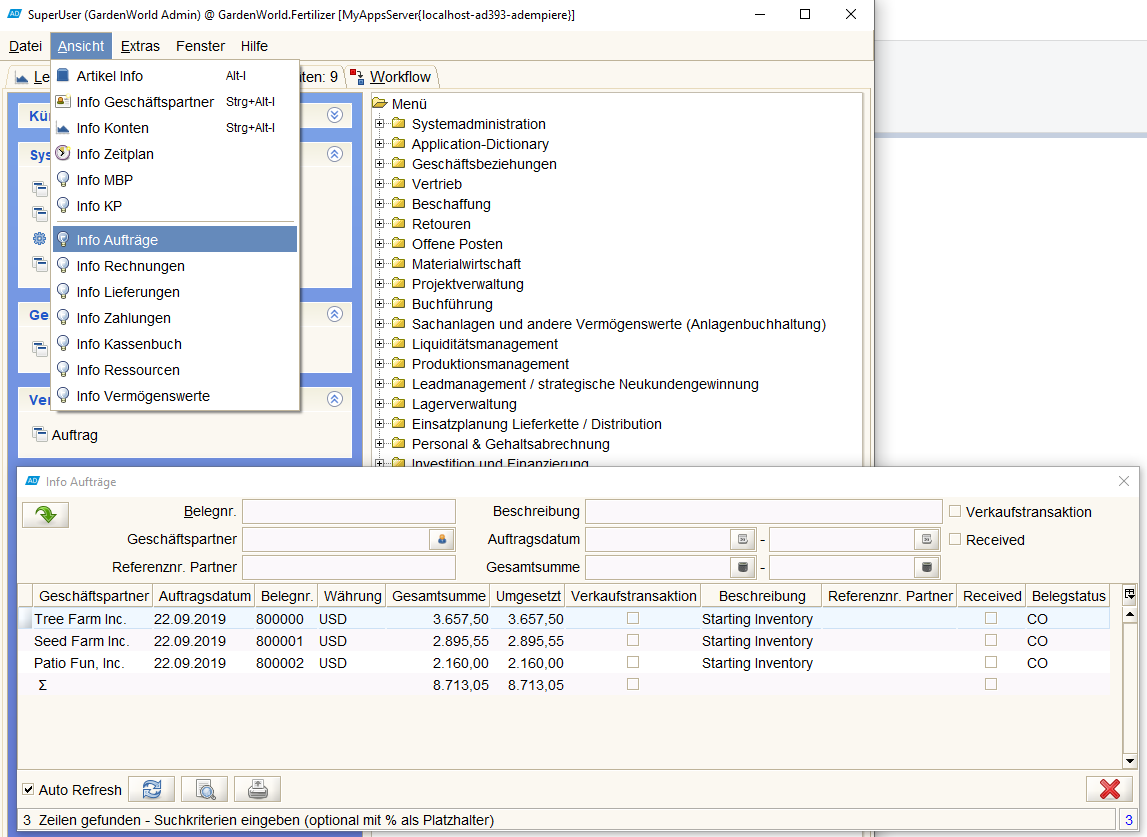 SuperUser (GardenWorld Admin) @ GardenWorld.Fertilizer [MyAppsServer{localhost-ad393-adempiere}]
Datei Ansicht Extras Fenster Hilfe
Le
Artikel Info Alt-I
Info Geschäftspartner Strg+Alt-I
Info Konten Strg+Alt-I
Info Zeitplan
Info MBP
Info KP
Info Aufträge
Info Rechnungen
Info Lieferungen
Info Zahlungen
Info Kassenbuch
Info Ressourcen
Info Vermögenswerte
ten: 9 Workflow
Kür
Sys
Ge
Ver
Auftrag
Menü
Systemadministration
Application-Dictionary
Geschäftsbeziehungen
Vertrieb
Beschaffung
Retouren
Offene Posten
Materialwirtschaft
Projektverwaltung
Buchführung
Sachanlagen und andere Vermögenswerte (Anlagenbuchhaltung)
Liquiditätsmanagement
Produktionsmanagement
Leadmanagement / strategische Neukundengewinnung
Lagerverwaltung
Einsatzplanung Lieferkette / Distribution
Personal & Gehaltsabrechnung
Investition und Finanzierung
AD Info Aufträge
Belegnr. Beschreibung Verkaufstransaktion
Geschäftspartner Auftragsdatum - Received
Referenznr. Partner Gesamtsumme -
Geschäftspartner Auftragsdatum Belegnr. Währung Gesamtsumme Umgesetzt Verkaufstransaktion Beschreibung Referenznr. Partner Received Belegstatus
Tree Farm Inc. 22.09.2019 800000 USD 3.657,50 3.657,50 Starting Inventory CO
Seed Farm Inc. 22.09.2019 800001 USD 2.895,55 2.895,55 Starting Inventory CO
Patio Fun, Inc. 22.09.2019 800002 USD 2.160,00 2.160,00 Starting Inventory CO
Σ 8.713,05 8.713,05
Auto Refresh
3 Zeilen gefunden - Suchkriterien eingeben (optional mit % als Platzhalter) 3